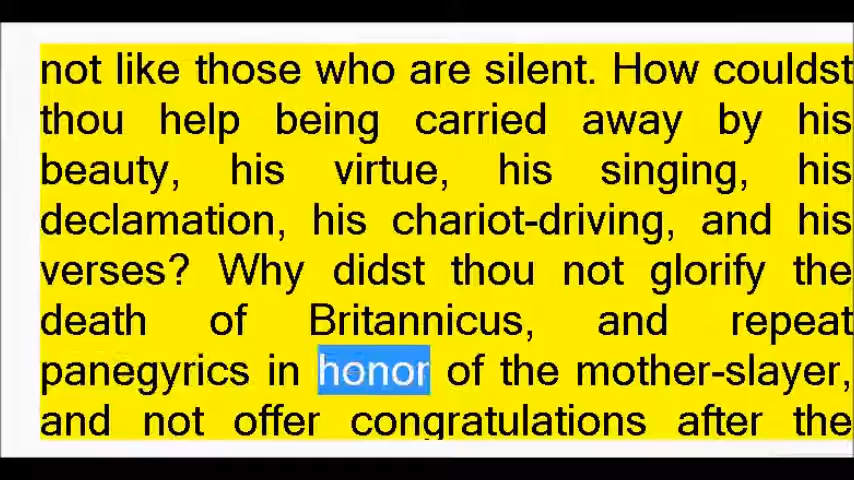 not like those who are silent. How couldst
thou help being carried away by his
beauty, his virtue, his singing, his
declamation, his chariot-driving, and his
verses? Why didst thou not glorify the
death of Britannicus, and repeat
panegyrics in honor of the mother-slayer,
and not offer congratulations after the